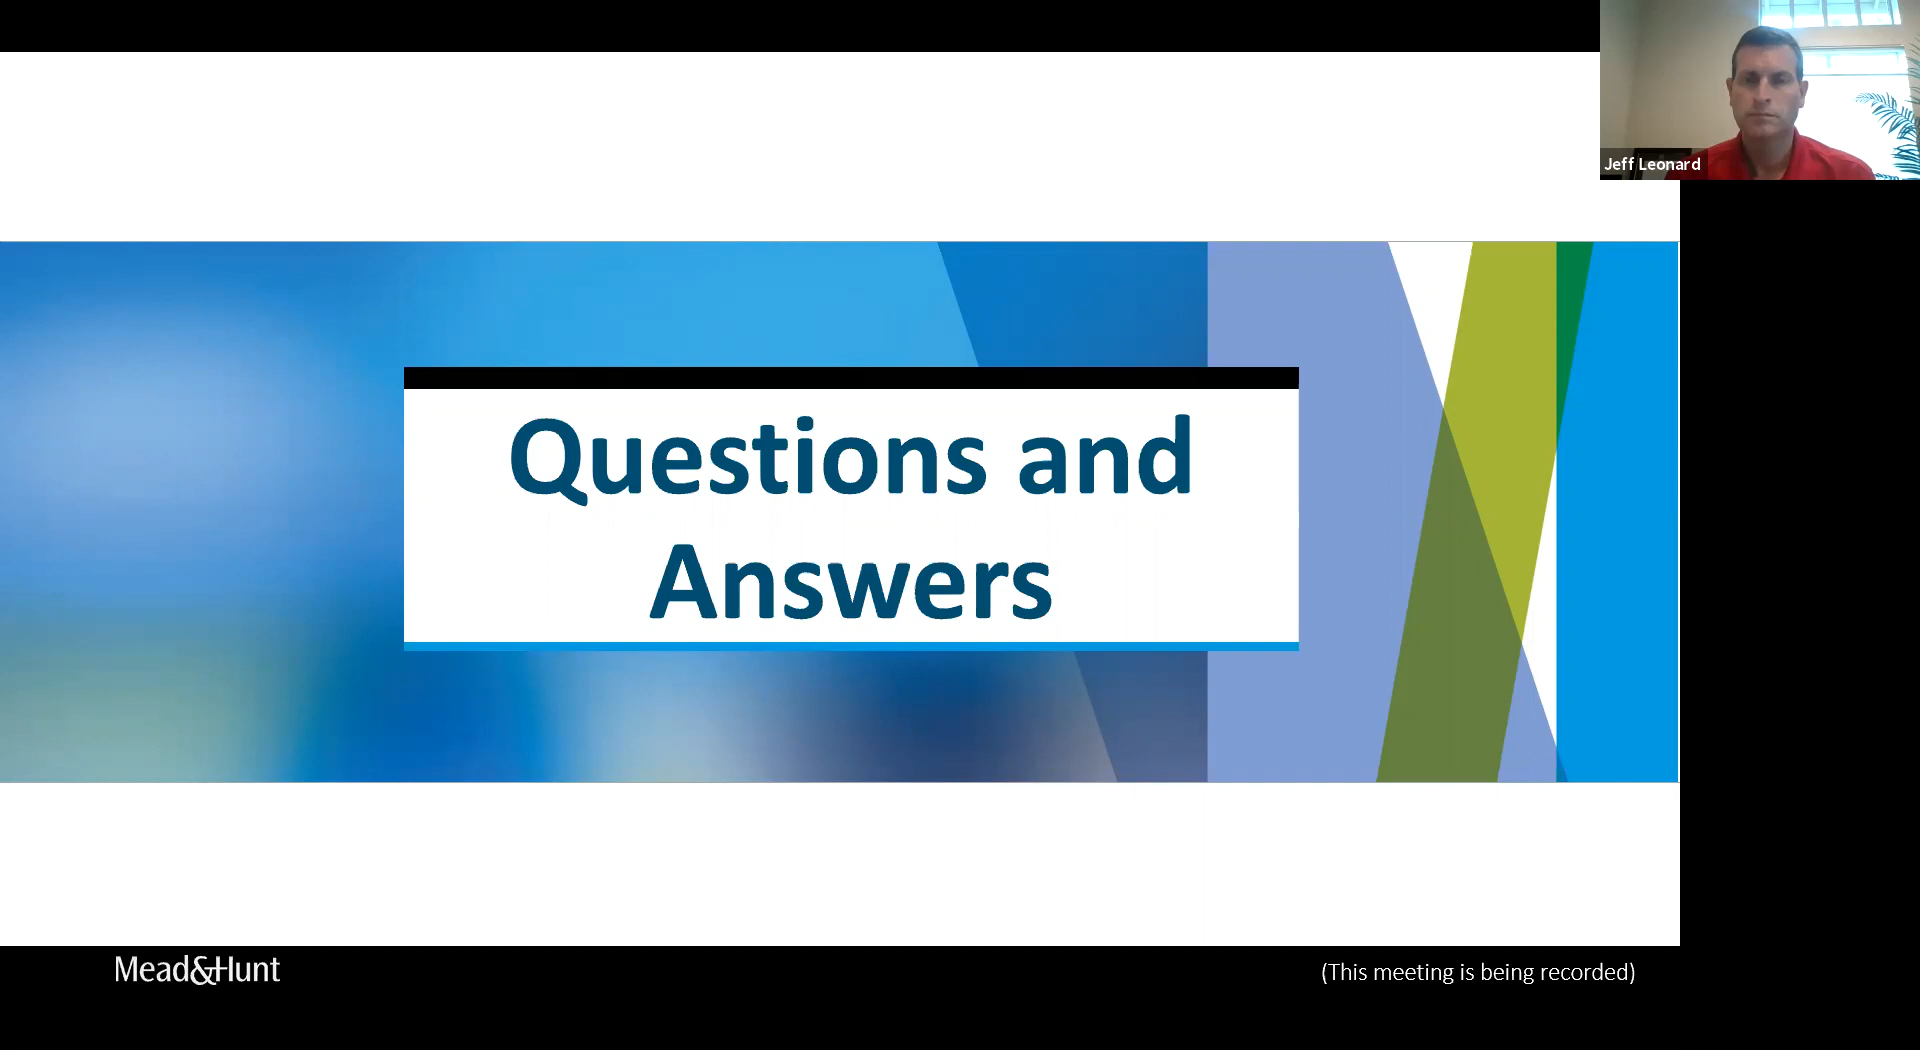 Jeff Leonard
Questions and
Answers
Mead&Hunt
(This meeting is being recorded)